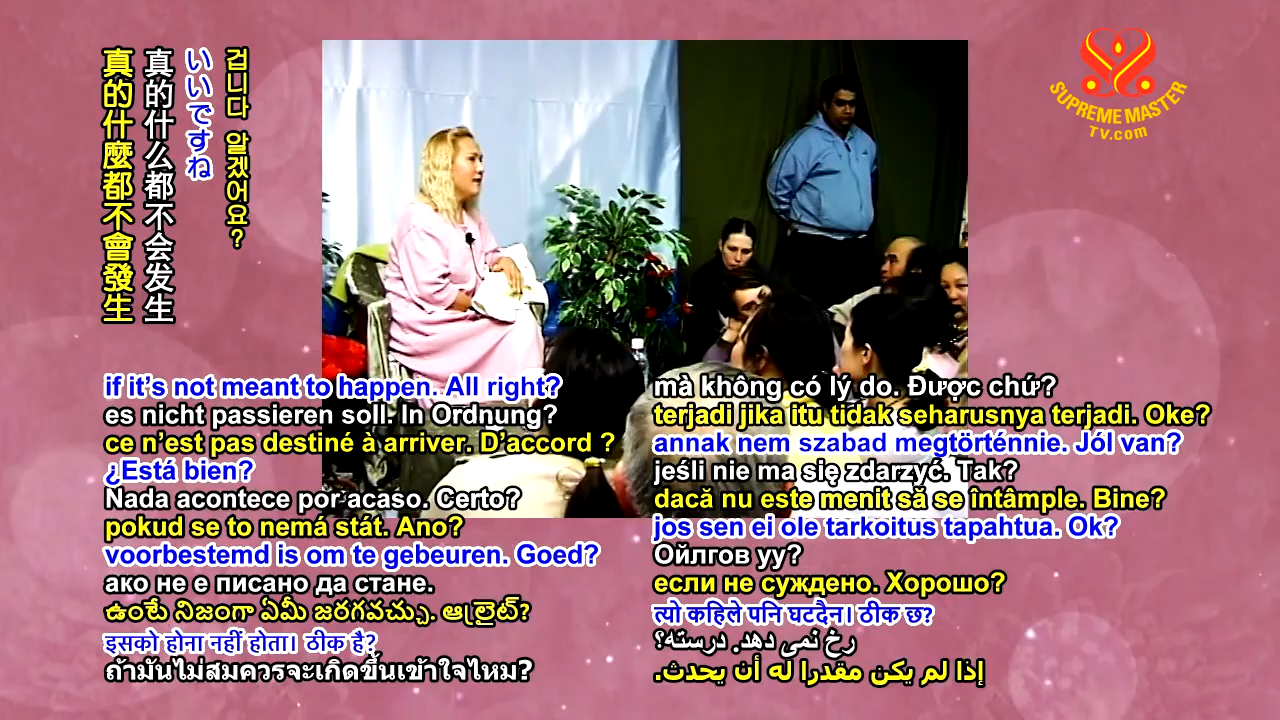 真的什麼都不會發生
真的什么都不会发生
いいですね
겁니다 알겠어요?
SUPREME MASTER
TV.com
if it's not meant to happen. All right?
es nicht passieren soll. In Ordnung?
ce n'est pas destiné à arriver. D'accord ?
¿Está bien?
Nada acontece por acaso. Certo?
pokud se to nemá stát. Ano?
voorbestemd is om te gebeuren. Goed?
ако не е писано да стане.
ఉంటే నిజంగా ఏమీ జరగవచ్చు. ఆల్రైట్?
इसको होना नहीं होता। ठीक है?
ถ้ามันไม่สมควรจะเกิดขึ้นเข้าใจไหม?
mà không có lý do. Được chứ?
terjadi jika itu tidak seharusnya terjadi. Oke?
annak nem szabad megtörténnie. Jól van?
jeśli nie ma się zdarzyć. Tak?
dacă nu este menit să se întâmple. Bine?
jos sen ei ole tarkoitus tapahtua. Ok?
Ойлгов уу?
если не суждено. Хорошо?
त्यो कहिले पनि घटदैन। ठीक छ?
رخ نمی دهد. درسته؟
إذا لم يكن مقدرا له أن يحدث.